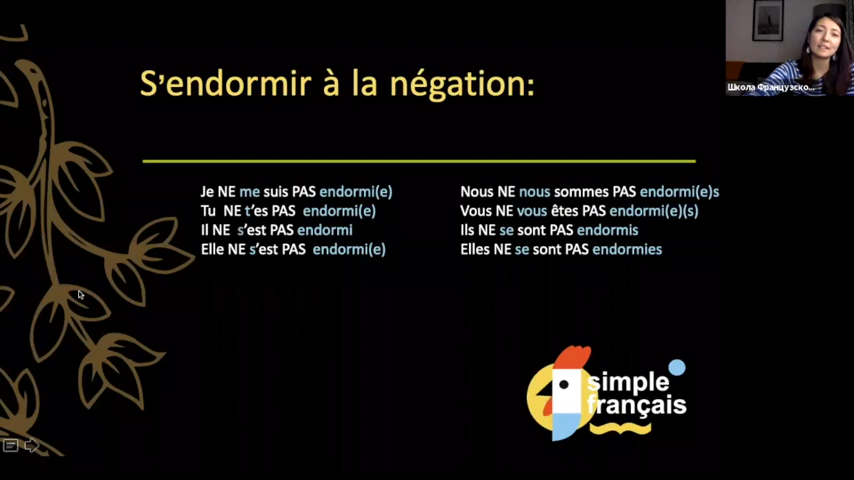 S'endormir à la négation:
Школа Французско...
Je NE me suis PAS endormi(e)
Tu NE t'es PAS endormi(e)
Il NE s'est PAS endormi
Elle NE s'est PAS endormi(e)
Nous NE nous sommes PAS endormi(e)s
Vous NE vous êtes PAS endormi(e)(s)
Ils NE se sont PAS endormis
Elles NE se sont PAS endormies
simple
français